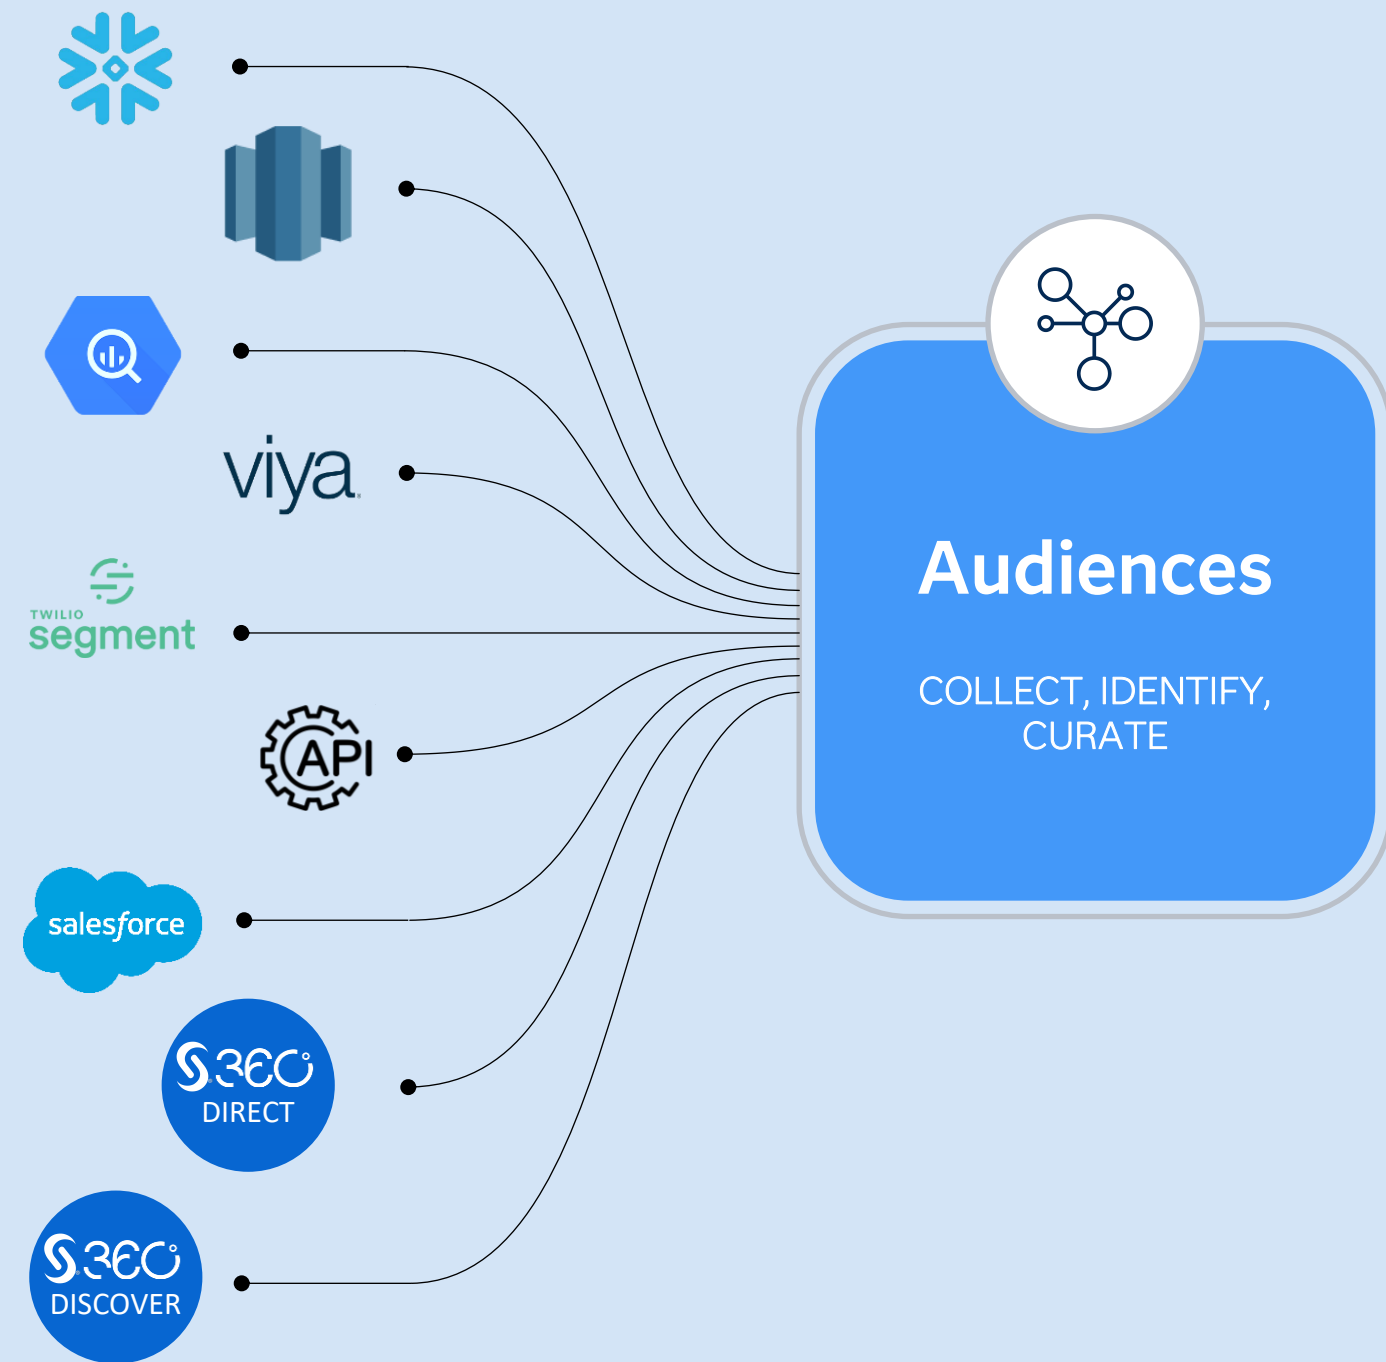 viya
TWILIO
segment
API
salesforce
S.360°
DIRECT
S.360°
DISCOVER
Audiences
COLLECT, IDENTIFY,
CURATE